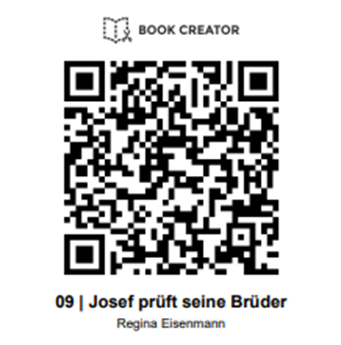 BOOK CREATOR
09 | Josef prüft seine Brüder
Regina Eisenmann